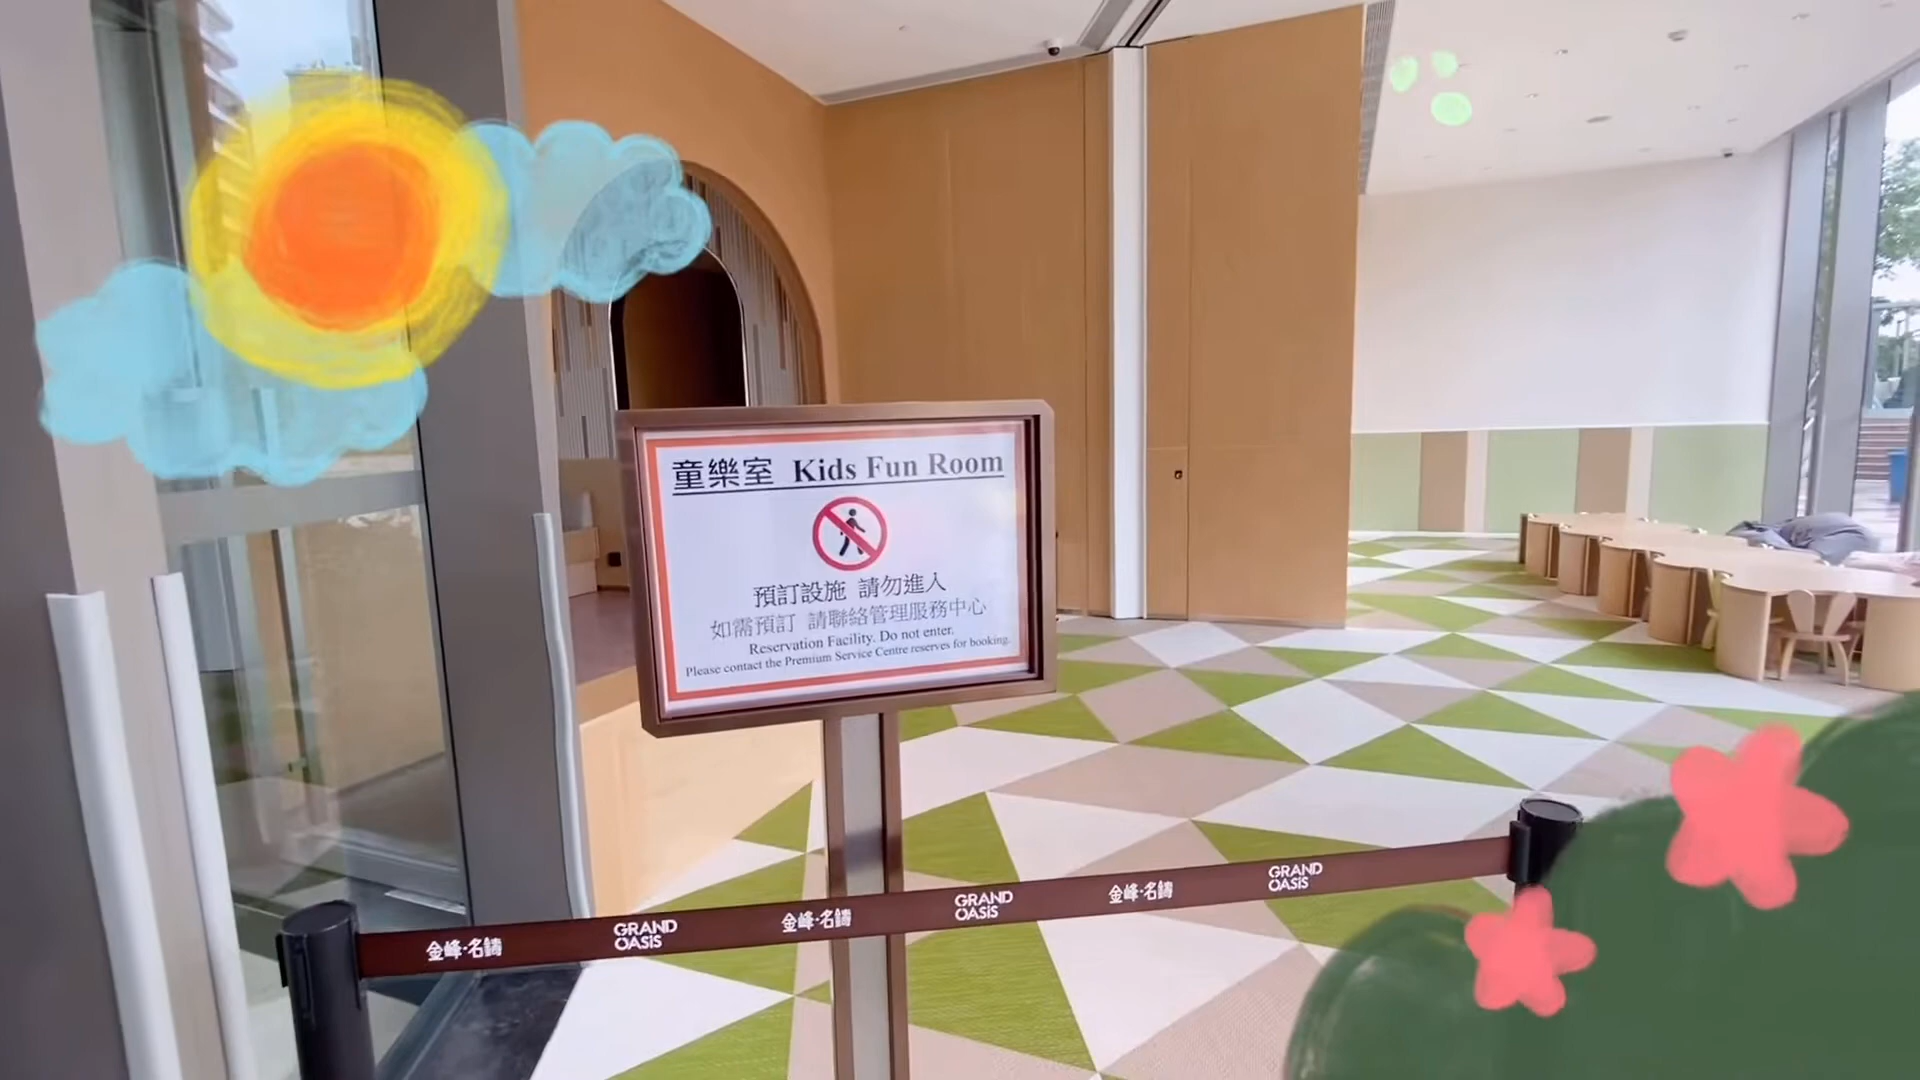 童樂室 Kids Fun Room
預訂設施 請勿進入
如需預訂 請聯絡管理服務中心
Reservation Facility. Do not enter.
Please contact the Premium Service Centre reserves for booking.
金峰·名鑄 GRAND OASIS 金峰·名鑄 GRAND OASIS 金峰·名鑄 GRAND OASIS